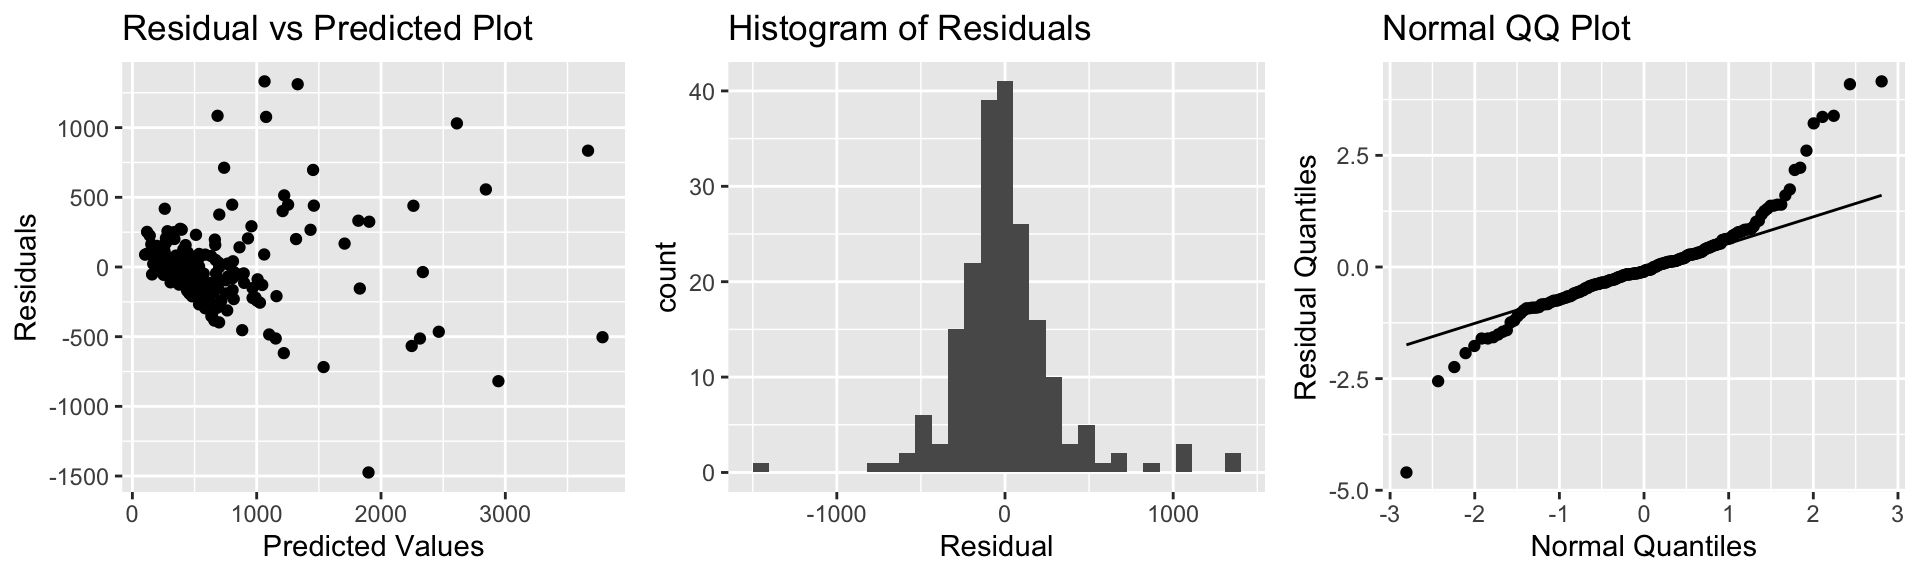 Residual vs Predicted Plot
Residuals
1000
500
0
-500
-1000
-1500
0 1000 2000 3000
Predicted Values
Histogram of Residuals
count
40
30
20
10
0
-1000 0 1000
Residual
Normal QQ Plot
Residual Quantiles
2.5
0.0
-2.5
-5.0
-3 -2 -1 0 1 2 3
Normal Quantiles